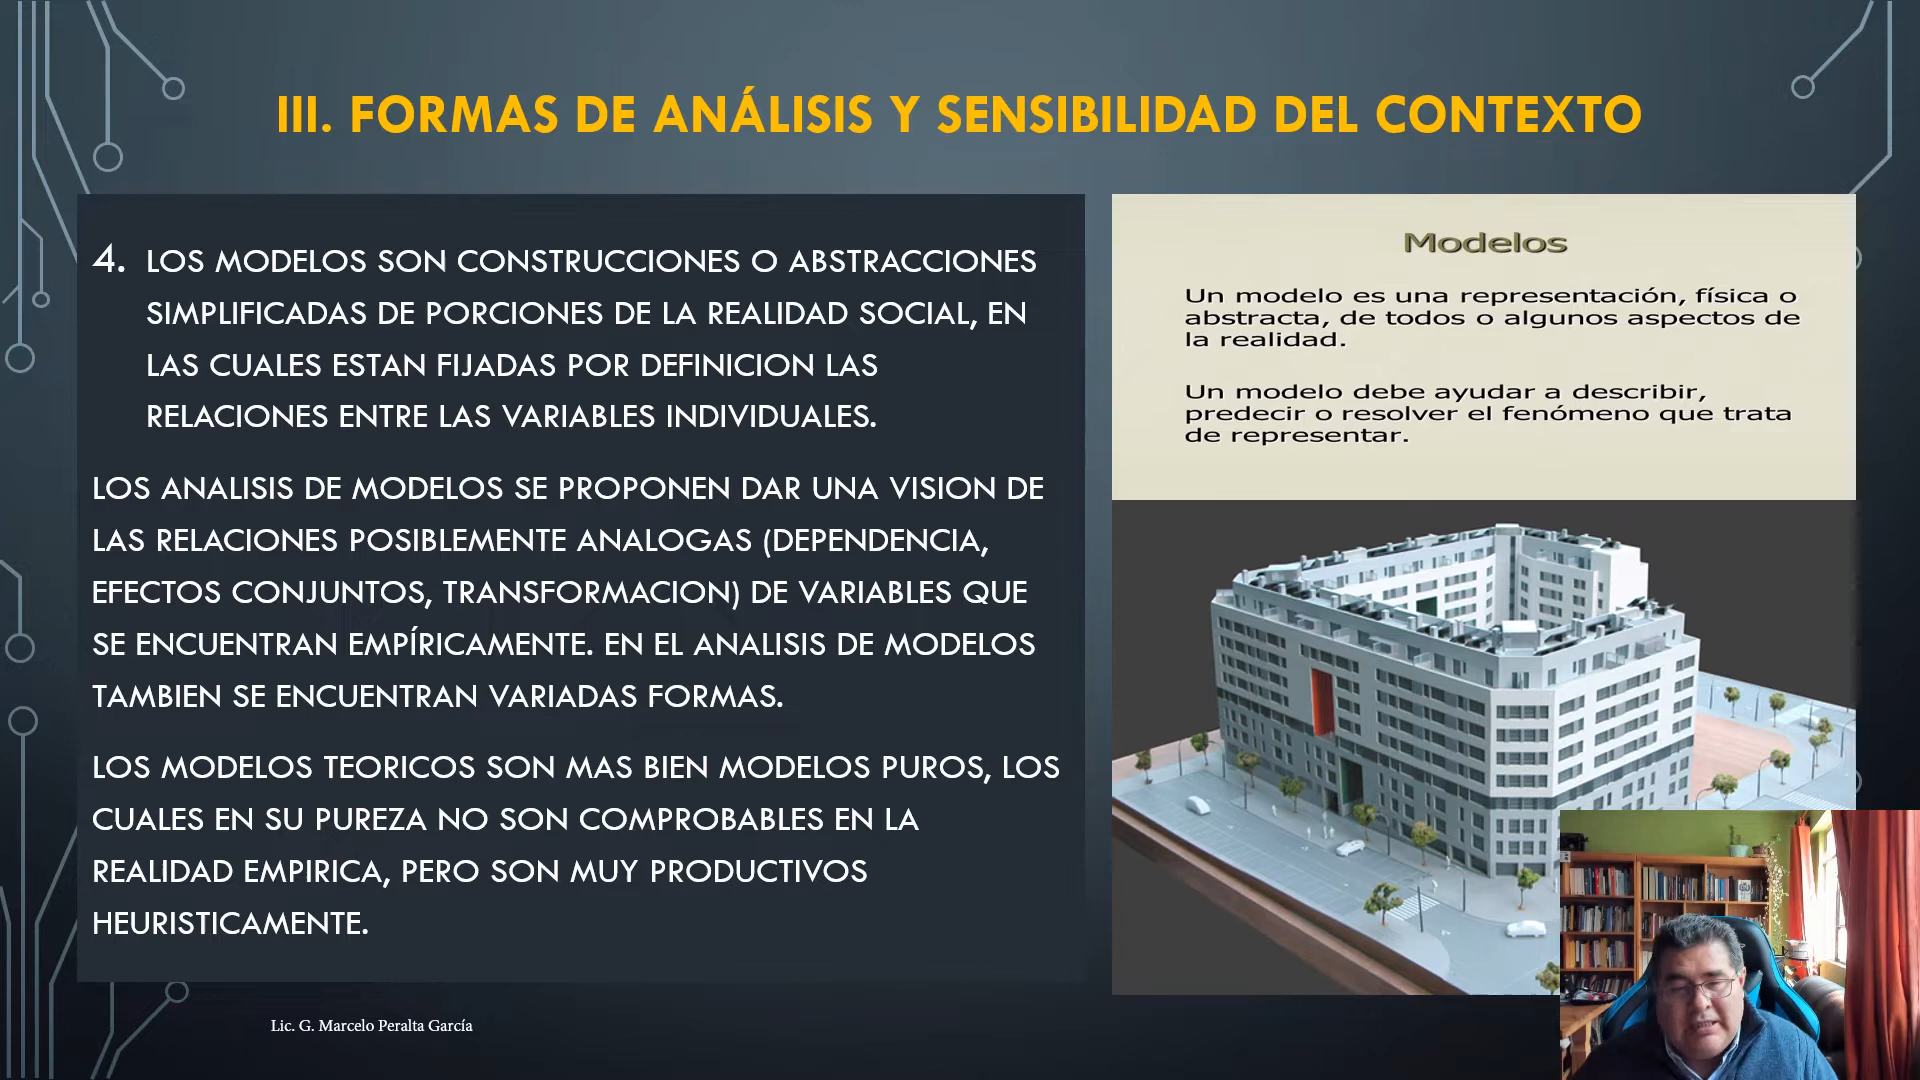 III. FORMAS DE ANÁLISIS Y SENSIBILIDAD DEL CONTEXTO
4. LOS MODELOS SON CONSTRUCCIONES O ABSTRACCIONES
SIMPLIFICADAS DE PORCIONES DE LA REALIDAD SOCIAL, EN
LAS CUALES ESTAN FIJADAS POR DEFINICION LAS
RELACIONES ENTRE LAS VARIABLES INDIVIDUALES.
LOS ANALISIS DE MODELOS SE PROPONEN DAR UNA VISION DE
LAS RELACIONES POSIBLEMENTE ANALOGAS (DEPENDENCIA,
EFECTOS CONJUNTOS, TRANSFORMACION) DE VARIABLES QUE
SE ENCUENTRAN EMPÍRICAMENTE. EN EL ANALISIS DE MODELOS
TAMBIEN SE ENCUENTRAN VARIADAS FORMAS.
LOS MODELOS TEORICOS SON MAS BIEN MODELOS PUROS, LOS
CUALES EN SU PUREZA NO SON COMPROBABLES EN LA
REALIDAD EMPIRICA, PERO SON MUY PRODUCTIVOS
HEURISTICAMENTE.
Modelos
Un modelo es una representación, física o
abstracta, de todos o algunos aspectos de
la realidad.
Un modelo debe ayudar a describir,
predecir o resolver el fenómeno que trata
de representar.
Lic. G. Marcelo Peralta García